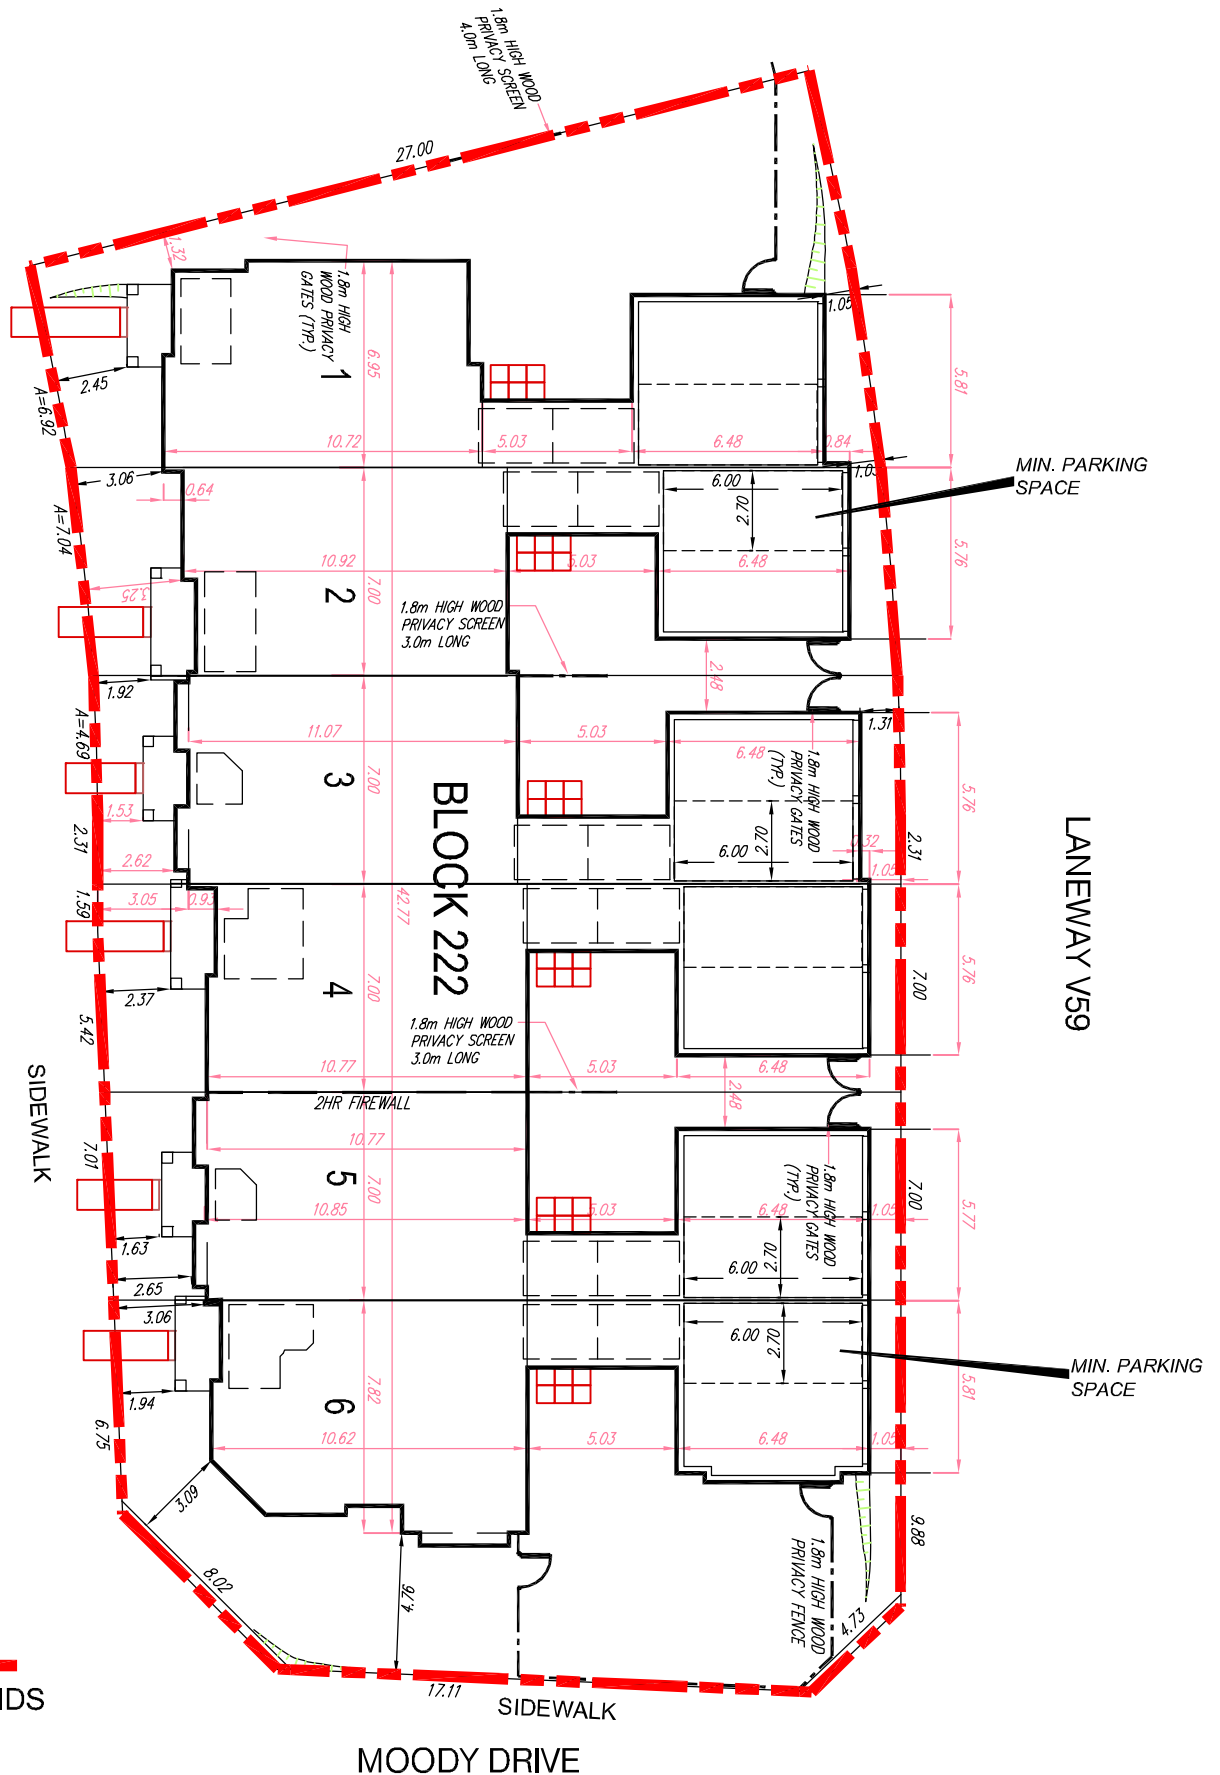 1.8m HIGH WOOD
PRIVACY SCREEN
4.0m LONG
27.00
1.32
1.8m HIGH
WOOD PRIVACY
GATES (TYP.)
1.05
5.81
2.45
A=6.92
1
6.95
10.72
5.03
6.48
0.84
1.05
MIN. PARKING
SPACE
3.06
0.64
A=7.04
6.00
2.70
5.76
10.92
7.00
5.03
6.48
3.25
2
1.8m HIGH WOOD
PRIVACY SCREEN
3.0m LONG
2.48
1.92
A=4.69
1.31
11.07
5.03
6.48
1.8m HIGH WOOD
PRIVACY GATES
(TYP.)
5.76
3
7.00
BLOCK 222
1.53
2.31
2.62
6.00
2.70
0.32
1.05
2.31
LANEWAY V59
1.59
3.05
0.93
42.77
4
7.00
7.00
5.76
2.37
5.42
1.8m HIGH WOOD
PRIVACY SCREEN
3.0m LONG
10.77
5.03
6.48
2.48
SIDEWALK
2HR FIREWALL
7.01
10.77
5
7.00
10.85
5.03
6.48
1.05
1.8m HIGH WOOD
PRIVACY GATES
(TYP.)
7.00
5.77
1.63
2.65
6.00
2.70
3.06
6.00
2.70
MIN. PARKING
SPACE
1.94
6.75
6
7.82
5.81
10.62
5.03
6.48
1.05
3.09
9.88
8.02
4.76
1.8m HIGH WOOD
PRIVACY FENCE
4.73
17.11
SIDEWALK
NDS
MOODY DRIVE